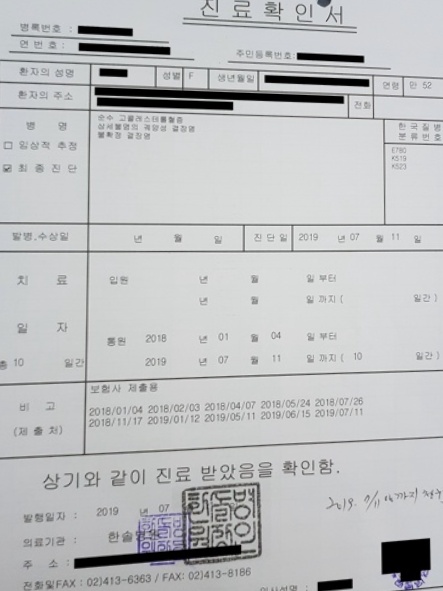 진료확인서
병록번호 :
연 번호 :
주민등록번호:
환자의 성명 성별 F 생년월일 연령 만 52
환자의 주소 전화
병 명
□ 임상적 추정
☑ 최종진단
순수 고콜레스테롤혈증
상세불명의 궤양성 결장염
불확정 결장염
한국질병
분류번호
E780
K519
K523
발병,수상일 년 월 일 진단일 2019 년 07 월 11 일
치 료 입원 년 월 일 부터
년 월 일 까지 ( 일간)
일 자 통원 2018 년 01 월 04 일 부터
총 10 일간 2019 년 07 월 11 일 까지 ( 10 일간)
비 고
(제출처)
보험사 제출용
2018/01/04 2018/02/03 2018/04/07 2018/05/24 2018/07/26
2018/11/17 2019/01/12 2019/05/11 2019/06/15 2019/07/11
상기와 같이 진료 받았음을 확인함.
발행일자 : 2019 년 07
2019. 7/11
의료기관 : 한솔병원
주 소 :
전화및FAX : 02)413-6363 / FAX: 02)413-8186
의사성명 :